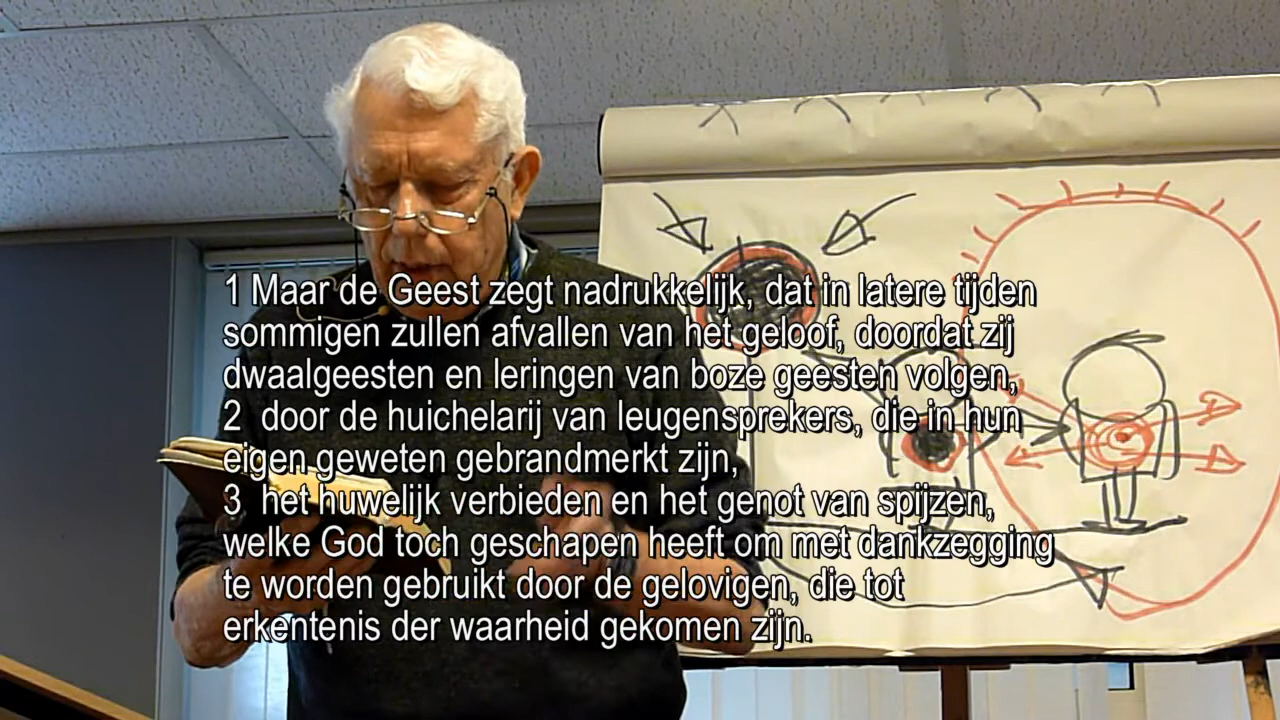 1 Maar de Geest zegt nadrukkelijk, dat in latere tijden
sommigen zullen afvallen van het geloof, doordat zij
dwaalgeesten en leringen van boze geesten volgen,
2 door de huichelarij van leugensprekers, die in hun
eigen geweten gebrandmerkt zijn,
3 het huwelijk verbieden en het genot van spijzen,
welke God toch geschapen heeft om met dankzegging
te worden gebruikt door de gelovigen, die tot
erkentenis der waarheid gekomen zijn.